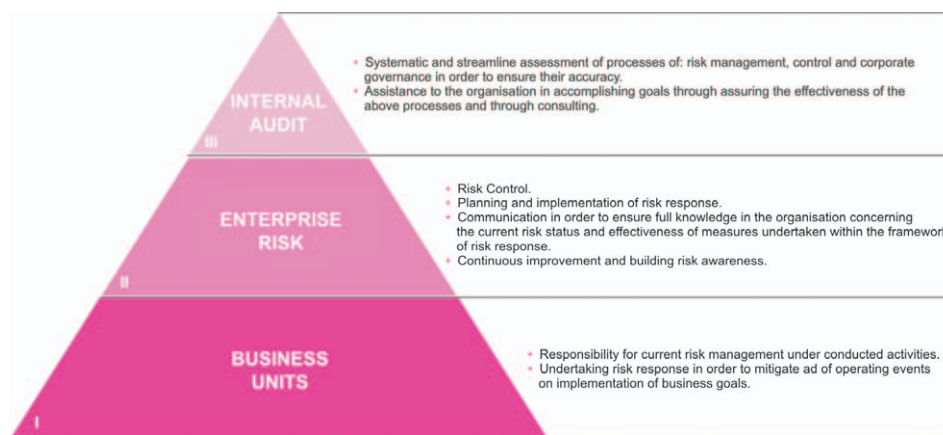 • Systematic and streamline assessment of processes of: risk management, control and corporate
governance in order to ensure their accuracy.
• Assistance to the organisation in accomplishing goals through assuring the effectiveness of the
above processes and through consulting.
INTERNAL
AUDIT
III
• Risk Control.
• Planning and implementation of risk response.
• Communication in order to ensure full knowledge in the organisation concerning
the current risk status and effectiveness of measures undertaken within the framework
of risk response.
• Continuous improvement and building risk awareness.
ENTERPRISE
RISK
II
• Responsibility for current risk management under conducted activities.
• Undertaking risk response in order to mitigate ad of operating events
on implementation of business goals.
BUSINESS
UNITS
I